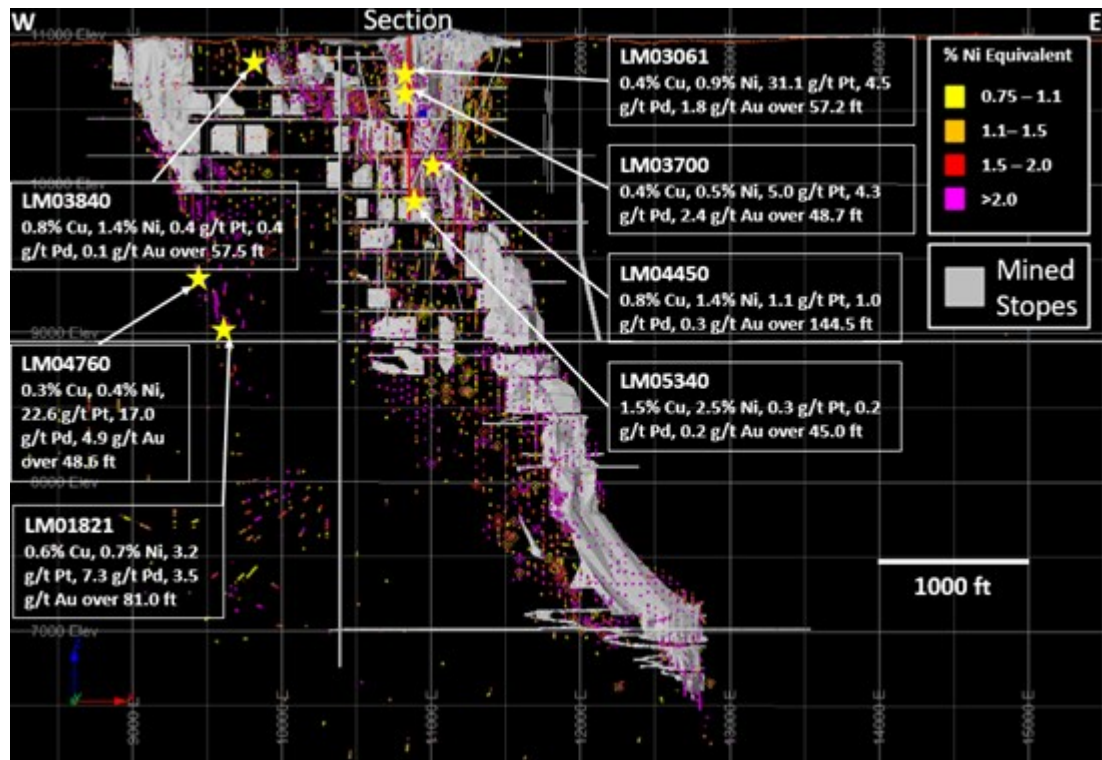 W
Section
E
11000 Elev
LM03061
0.4% Cu, 0.9% Ni, 31.1 g/t Pt, 4.5
g/t Pd, 1.8 g/t Au over 57.2 ft
% Ni Equivalent
0.75 – 1.1
1.1– 1.5
1.5 – 2.0
>2.0
LM03700
0.4% Cu, 0.5% Ni, 5.0 g/t Pt, 4.3
g/t Pd, 2.4 g/t Au over 48.7 ft
LM03840
0.8% Cu, 1.4% Ni, 0.4 g/t Pt, 0.4
g/t Pd, 0.1 g/t Au over 57.5 ft
Mined
Stopes
LM04450
0.8% Cu, 1.4% Ni, 1.1 g/t Pt, 1.0
g/t Pd, 0.3 g/t Au over 144.5 ft
9000 Elev
LM04760
0.3% Cu, 0.4% Ni,
22.6 g/t Pt, 17.0
g/t Pd, 4.9 g/t Au
over 48.6 ft
LM05340
1.5% Cu, 2.5% Ni, 0.3 g/t Pt, 0.2
g/t Pd, 0.2 g/t Au over 45.0 ft
8000 Elev
LM01821
0.6% Cu, 0.7% Ni, 3.2
g/t Pt, 7.3 g/t Pd, 3.5
g/t Au over 81.0 ft
1000 ft
7000 Elev
9000 E
10000 E
11000 E
12000 E
13000 E
14000 E
15000 E